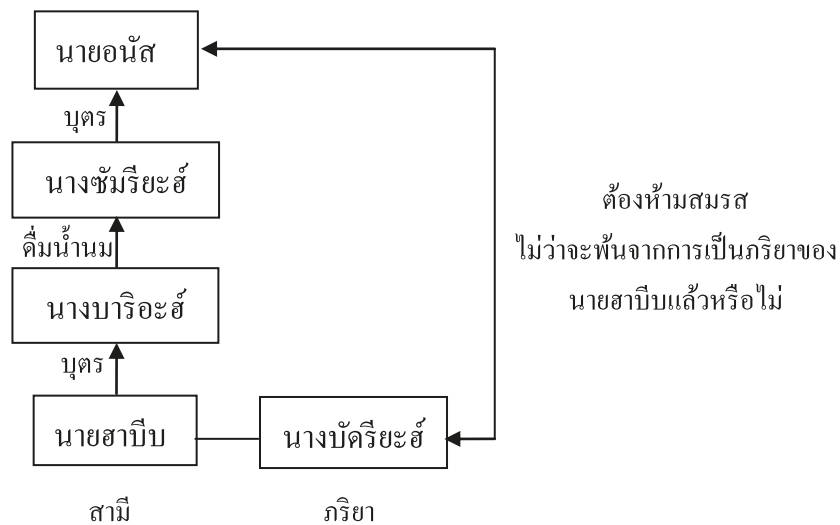 นายอนัส
บุตร
นางซัมรียะฮ์
ดื่มน้ำนม
นางบาริอะฮ์
บุตร
นายฮาบีบ
นางบัดรียะฮ์
สามี
ภริยา
ต้องห้ามสมรส
ไม่ว่าจะพ้นจากการเป็นภริยาของ
นายฮาบีบแล้วหรือไม่